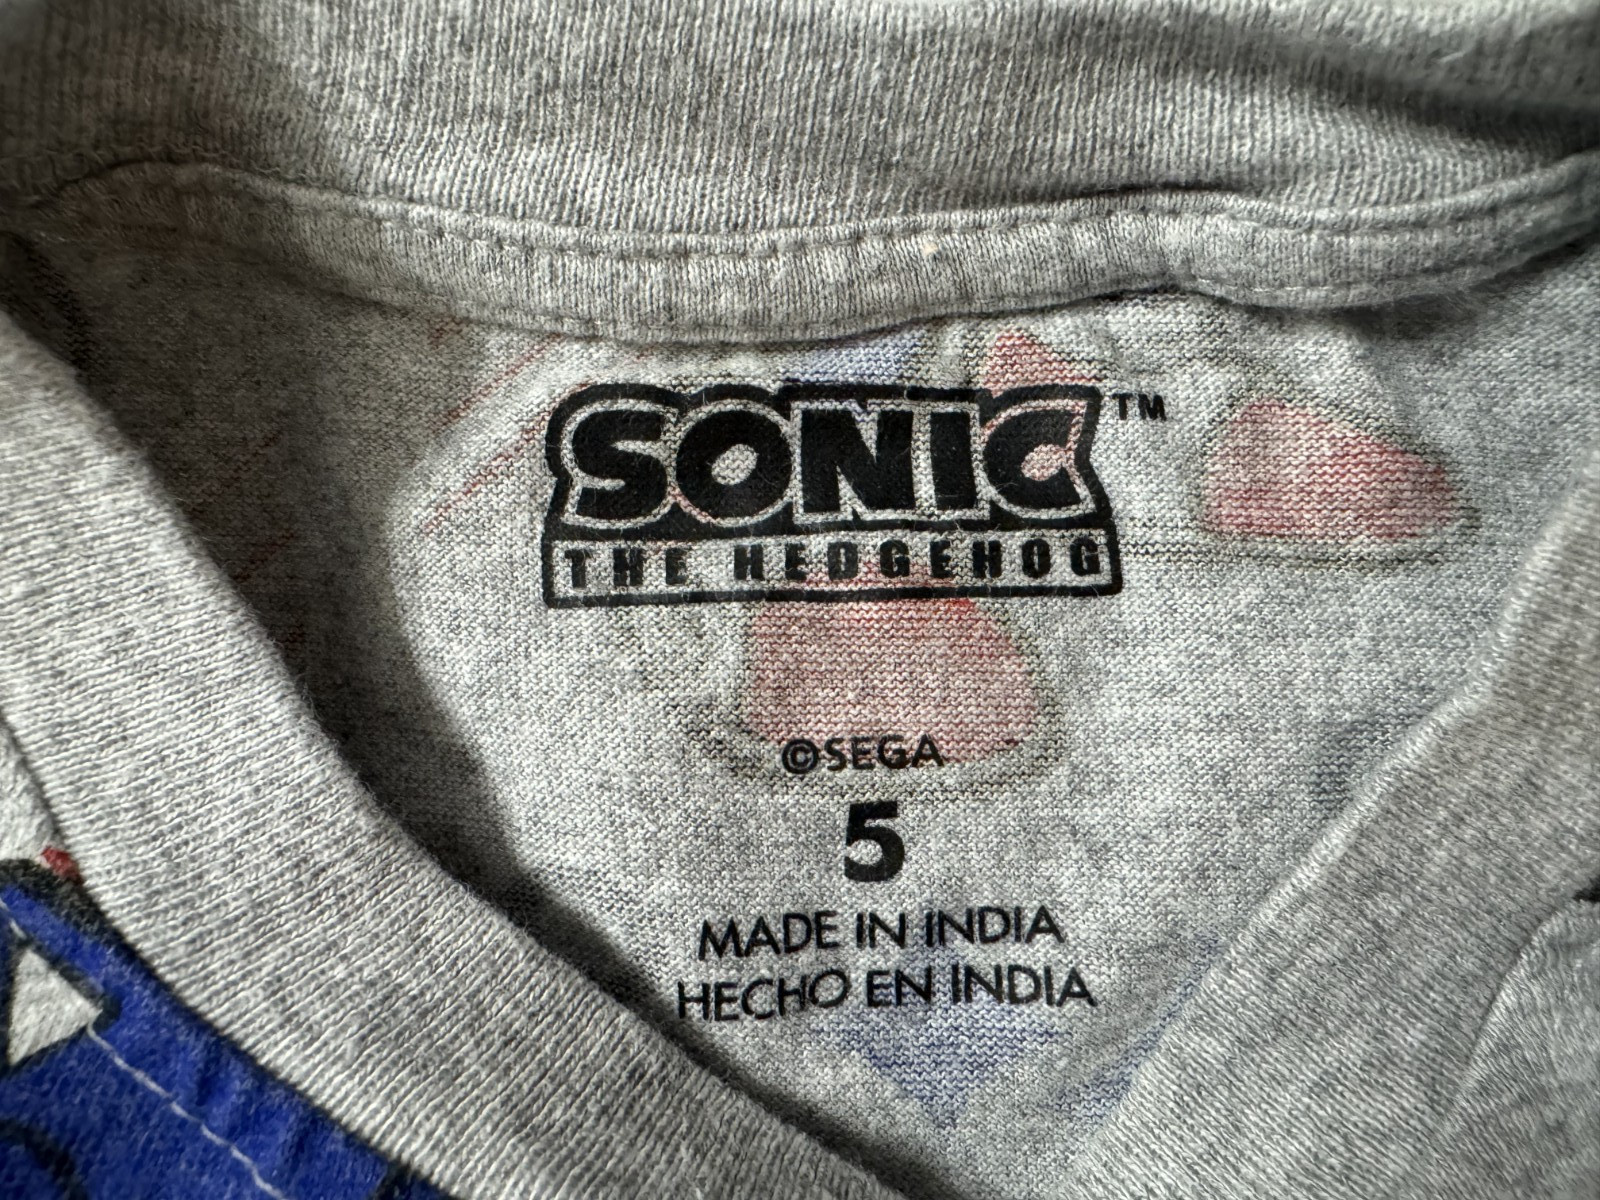 SONIC™
THE HEDGEHOG
©SEGA
5
MADE IN INDIA
HECHO EN INDIA